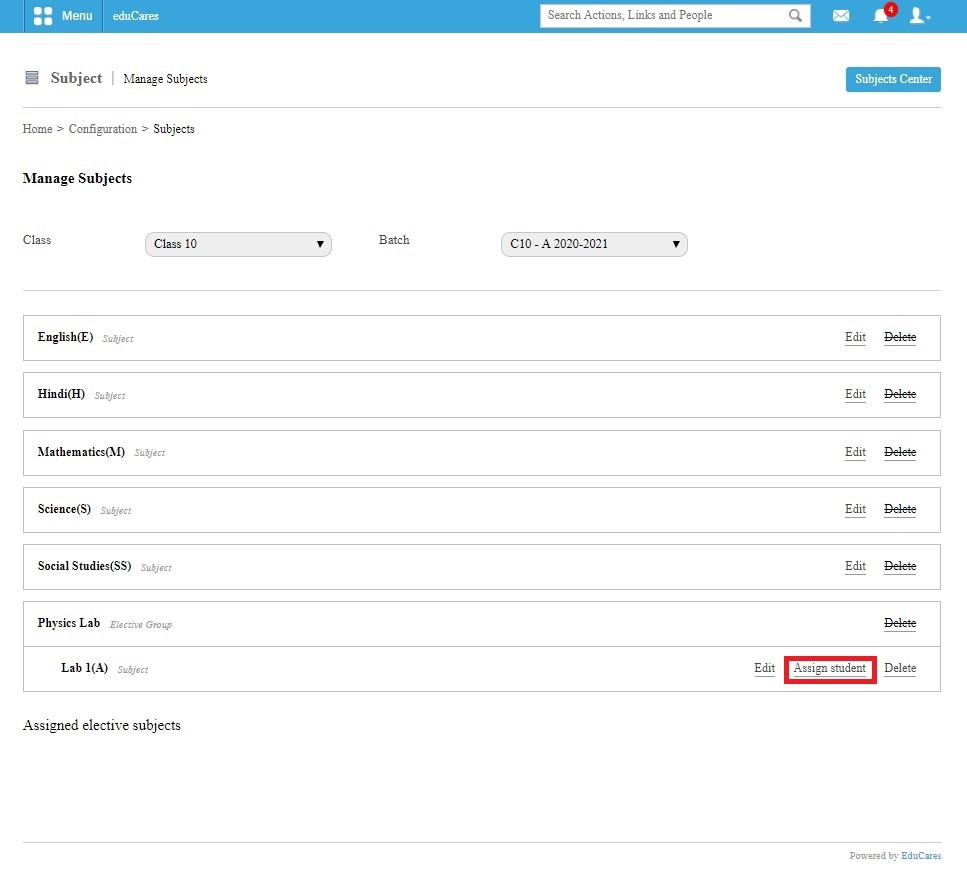 Menu eduCares Search Actions, Links and People 4
Subject | Manage Subjects Subjects Center
Home > Configuration > Subjects
Manage Subjects
Class Class 10 Batch C10 - A 2020-2021
English(E) Subject Edit Delete
Hindi(H) Subject Edit Delete
Mathematics(M) Subject Edit Delete
Science(S) Subject Edit Delete
Social Studies(SS) Subject Edit Delete
Physics Lab Elective Group Delete
Lab 1(A) Subject Edit Assign student Delete
Assigned elective subjects
Powered by EduCares